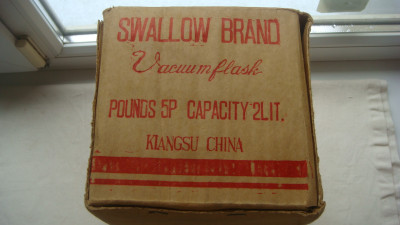 SWALLOW BRAND
Vacuum flask
POUNDS 5P CAPACITY 2LIT.
KIANGSU CHINA